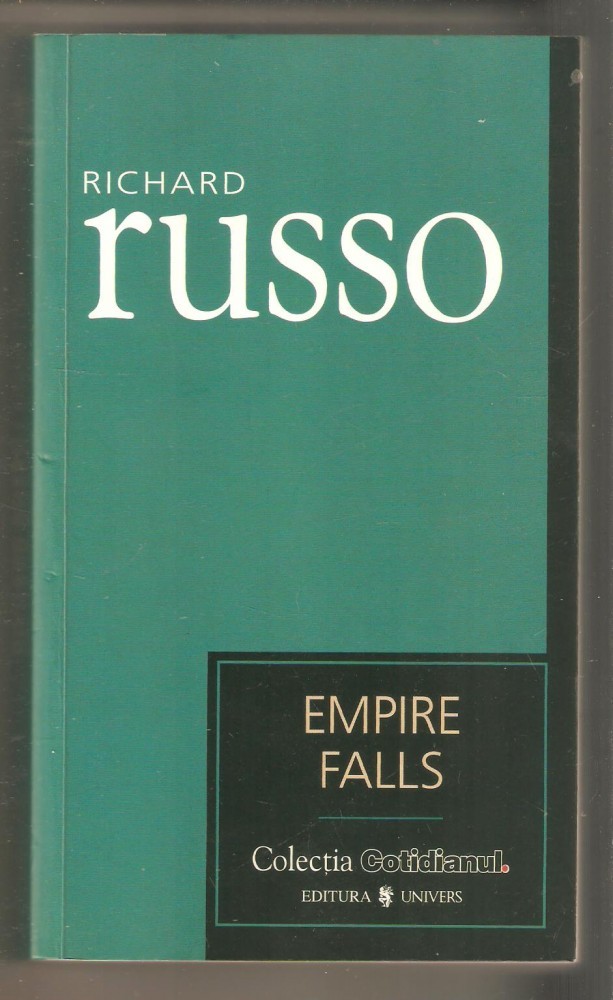 RICHARD
russo
EMPIRE
FALLS
Colecția Cotidianul.
EDITURA UNIVERS